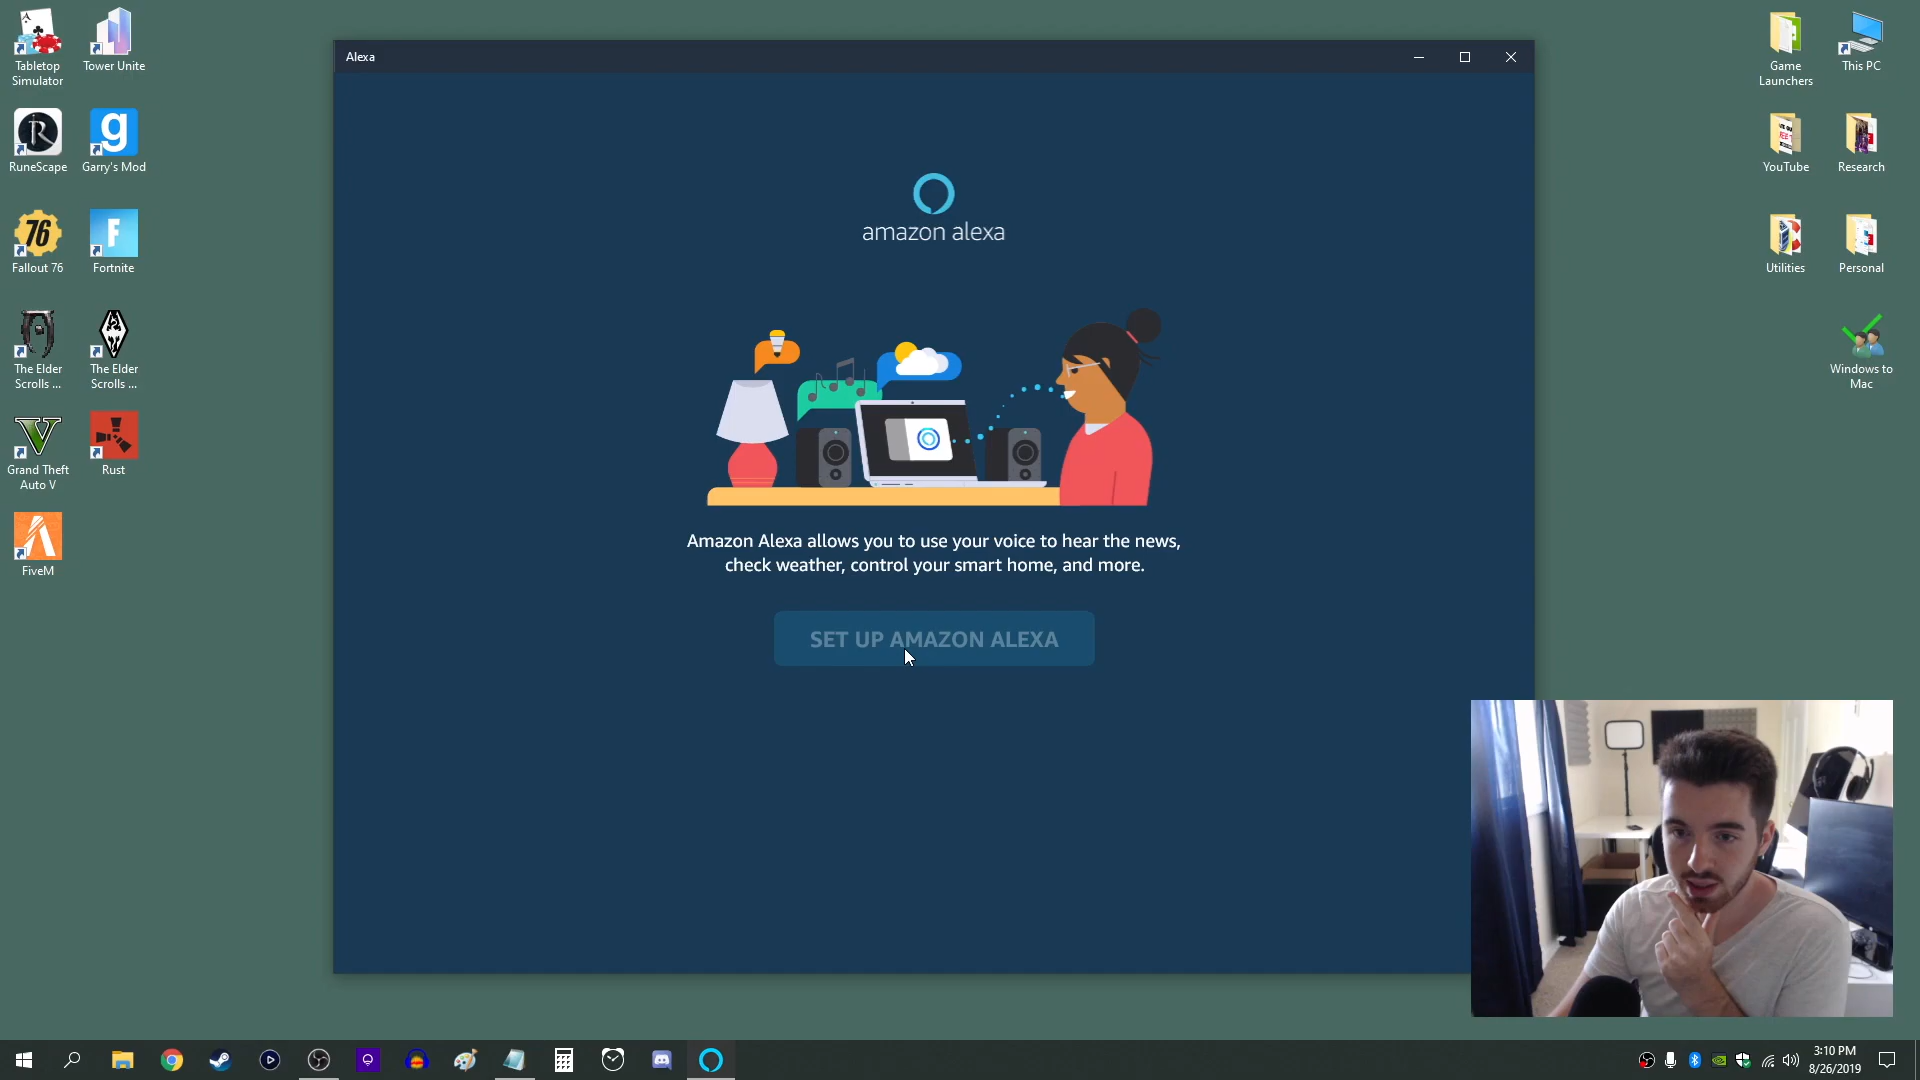 Tabletop
Simulator
Tower Unite
RuneScape
Garry's Mod
76
Fallout 76
F
Fortnite
The Elder
Scrolls ...
The Elder
Scrolls ...
Grand Theft
Auto V
Rust
FiveM
Alexa
amazon alexa
Amazon Alexa allows you to use your voice to hear the news,
check weather, control your smart home, and more.
SET UP AMAZON ALEXA
Game
Launchers
This PC
YouTube
Research
Utilities
Personal
Windows to
Mac
3:10 PM
8/26/2019